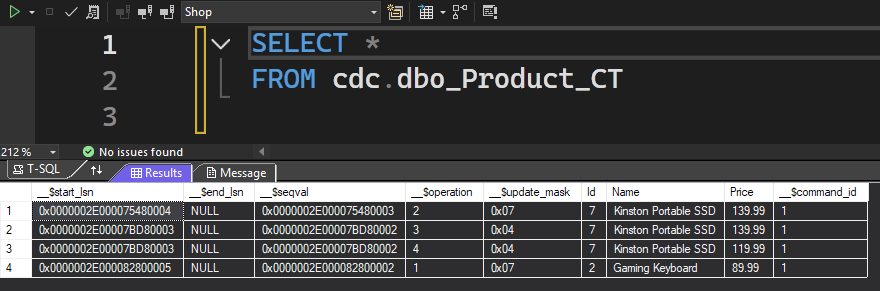 Shop
1 SELECT *
2 FROM cdc.dbo_Product_CT
3
212 % No issues found
T-SQL Results Message
__$start_lsn __$end_lsn __$seqval __$operation __$update_mask Id Name Price __$command_id
1 0x0000002E000075480004 NULL 0x0000002E000075480003 2 0x07 7 Kinston Portable SSD 139.99 1
2 0x0000002E00007BD80003 NULL 0x0000002E00007BD80002 3 0x04 7 Kinston Portable SSD 139.99 1
3 0x0000002E00007BD80003 NULL 0x0000002E00007BD80002 4 0x04 7 Kinston Portable SSD 119.99 1
4 0x0000002E000082800005 NULL 0x0000002E000082800002 1 0x07 2 Gaming Keyboard 89.99 1